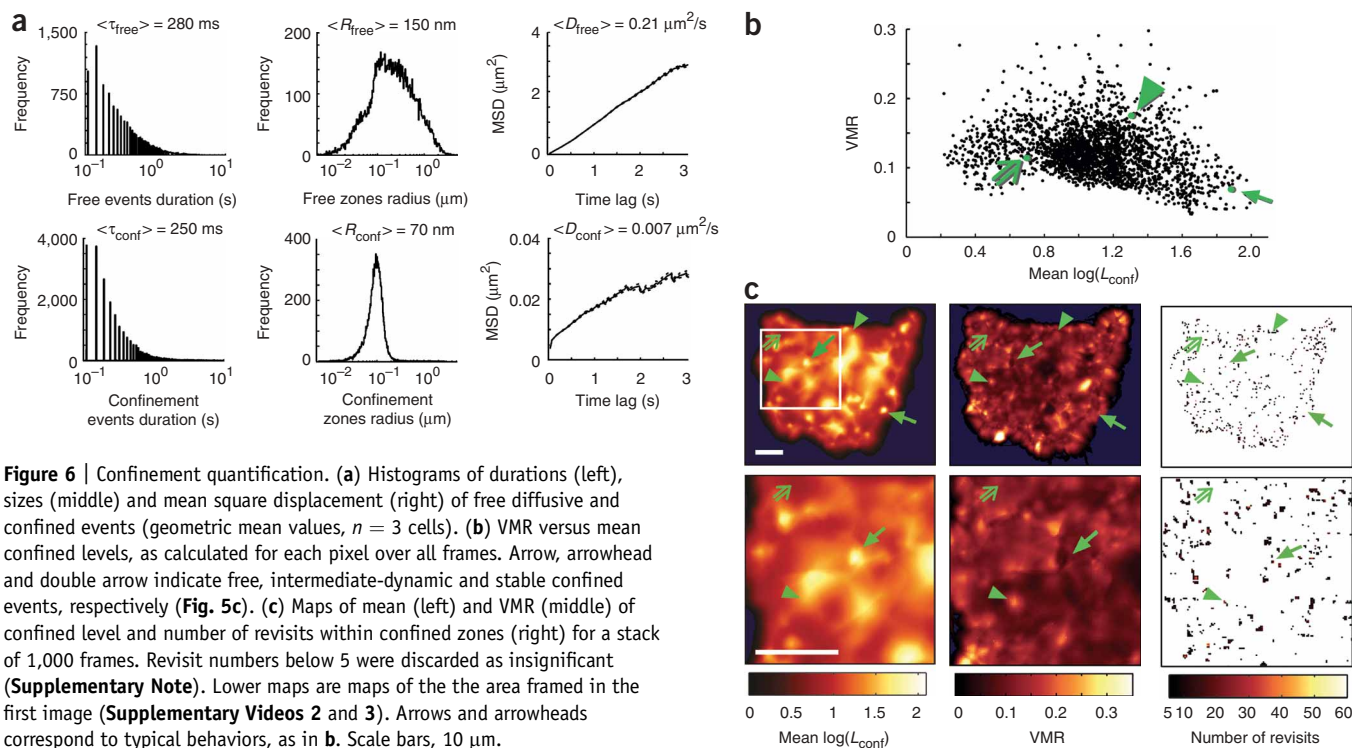 a
<τfree> = 280 ms
1,500
750
0
Frequency
10⁻¹ 10⁰ 10¹
Free events duration (s)
<Rfree> = 150 nm
200
100
0
Frequency
10⁻² 10⁻¹ 10⁰
Free zones radius (μm)
<Dfree> = 0.21 μm²/s
4
2
0
MSD (μm²)
0 1 2 3
Time lag (s)
<τconf> = 250 ms
4,000
2,000
0
Frequency
10⁻¹ 10⁰ 10¹
Confinement
events duration (s)
<Rconf> = 70 nm
400
200
0
Frequency
10⁻² 10⁻¹ 10⁰
Confinement
zones radius (μm)
<Dconf> = 0.007 μm²/s
0.04
0.02
0
MSD (μm²)
0 1 2 3
Time lag (s)
b
0.3
0.2
0.1
0
VMR
0 0.4 0.8 1.2 1.6 2.0
Mean log(Lconf)
c
0 0.5 1 1.5 2
Mean log(Lconf)
0 0.1 0.2 0.3
VMR
5 10 20 30 40 50 60
Number of revisits
Figure 6 | Confinement quantification. (a) Histograms of durations (left),
sizes (middle) and mean square displacement (right) of free diffusive and
confined events (geometric mean values, n = 3 cells). (b) VMR versus mean
confined levels, as calculated for each pixel over all frames. Arrow, arrowhead
and double arrow indicate free, intermediate-dynamic and stable confined
events, respectively (Fig. 5c). (c) Maps of mean (left) and VMR (middle) of
confined level and number of revisits within confined zones (right) for a stack
of 1,000 frames. Revisit numbers below 5 were discarded as insignificant
(Supplementary Note). Lower maps are maps of the the area framed in the
first image (Supplementary Videos 2 and 3). Arrows and arrowheads
correspond to typical behaviors, as in b. Scale bars, 10 μm.